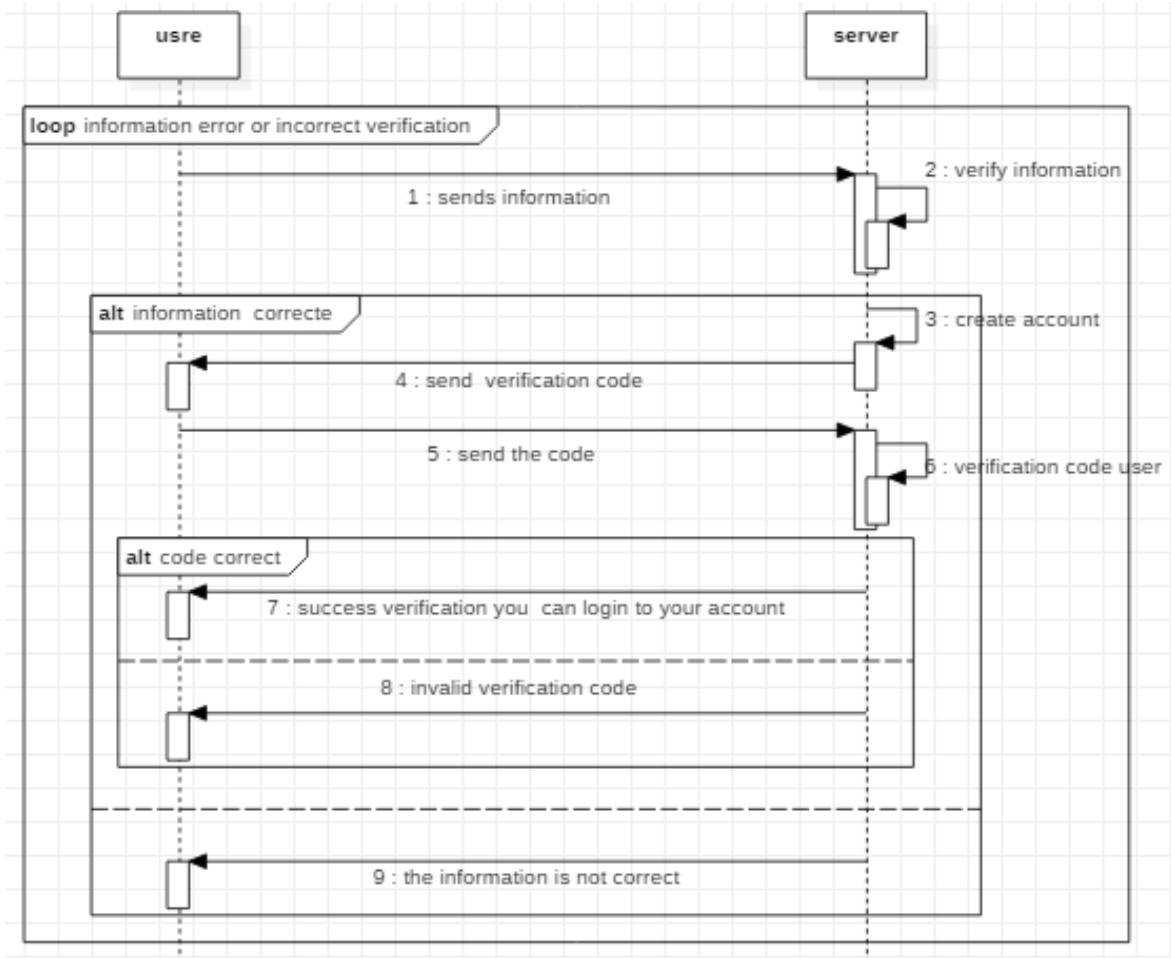 usre
server
loop information error or incorrect verification
2 : verify information
1 : sends information
alt information correcte
3 : create account
4 : send verification code
5 : send the code
6 : verification code user
alt code correct
7 : success verification you can login to your account
8 : invalid verification code
9 : the information is not correct